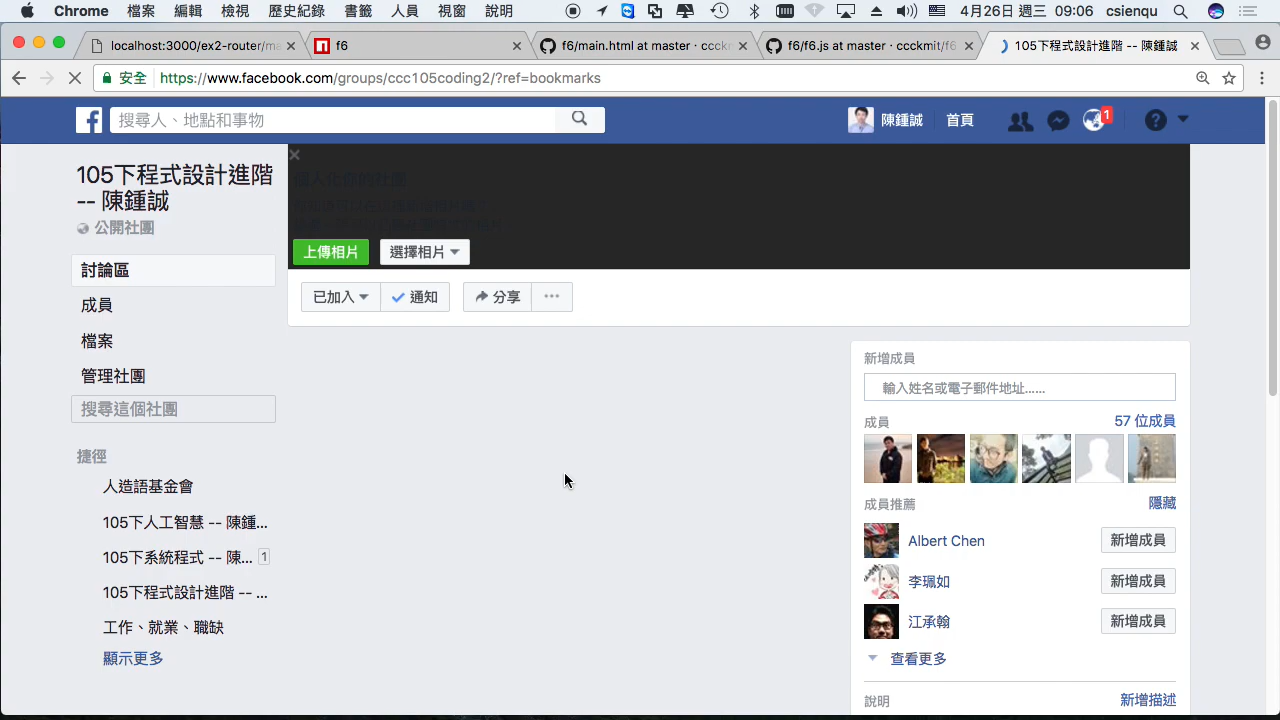 Chrome 檔案 編輯 檢視 歷史紀錄 書籤 人員 視窗 說明 4月26日 週三 09:06 csienqu
localhost:3000/ex2-router/ma
f6
f6/main.html at master · ccckm
f6/f6.js at master · ccckmit/f6
105下程式設計進階 -- 陳鍾誠
安全 https://www.facebook.com/groups/ccc105coding2/?ref=bookmarks
搜尋人、地點和事物
陳鍾誠 首頁 1
105下程式設計進階
-- 陳鍾誠
公開社團
討論區
成員
檔案
管理社團
搜尋這個社團
捷徑
人造語基金會
105下人工智慧 -- 陳鍾...
105下系統程式 -- 陳... 1
105下程式設計進階 -- ...
工作、就業、職缺
顯示更多
上傳相片 選擇相片
已加入 通知 分享 ···
新增成員
輸入姓名或電子郵件地址......
成員 57 位成員
成員推薦 隱藏
Albert Chen 新增成員
李珮如 新增成員
江承翰 新增成員
查看更多
說明 新增描述